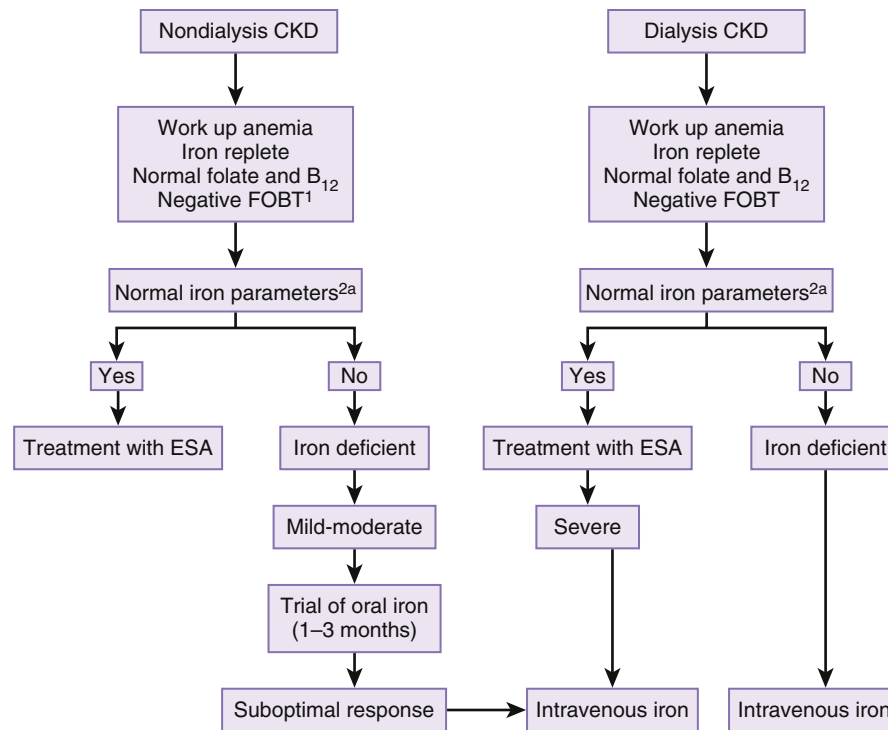 Nondialysis CKD
Work up anemia
Iron replete
Normal folate and B12
Negative FOBT1
Normal iron parameters2a
Yes
No
Treatment with ESA
Iron deficient
Mild-moderate
Trial of oral iron
(1–3 months)
Suboptimal response
Dialysis CKD
Work up anemia
Iron replete
Normal folate and B12
Negative FOBT
Normal iron parameters2a
Yes
No
Treatment with ESA
Iron deficient
Severe
Intravenous iron
Intravenous iron